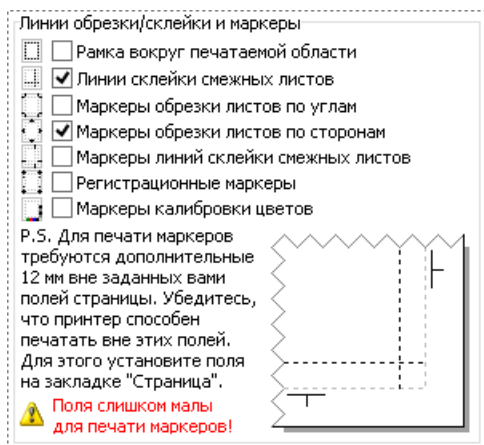 Линии обрезки/склейки и маркеры
Рамка вокруг печатаемой области
Линии склейки смежных листов
Маркеры обрезки листов по углам
Маркеры обрезки листов по сторонам
Маркеры линий склейки смежных листов
Регистрационные маркеры
Маркеры калибровки цветов
P.S. Для печати маркеров
требуются дополнительные
12 мм вне заданных вами
полей страницы. Убедитесь,
что принтер способен
печатать вне этих полей.
Для этого установите поля
на закладке "Страница".
Поля слишком малы
для печати маркеров!